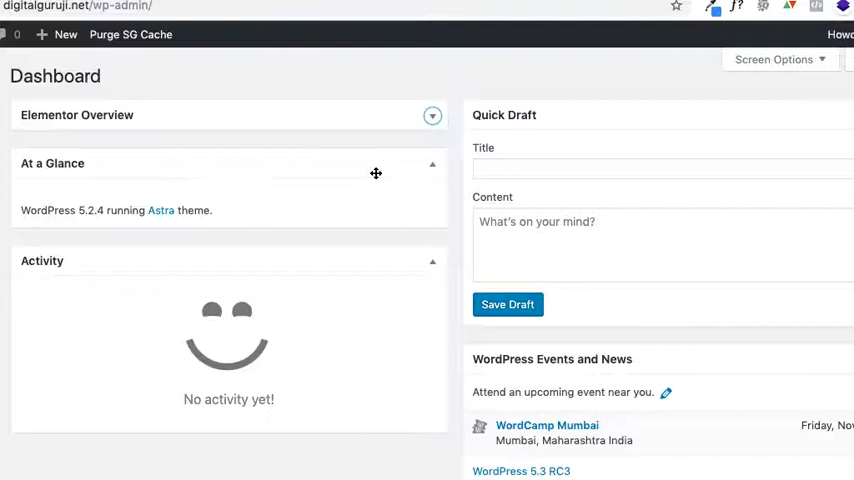 digitalguruji.net/wp-admin/
0 New Purge SG Cache
Screen Options
Dashboard
Elementor Overview
At a Glance
WordPress 5.2.4 running Astra theme.
Activity
No activity yet!
Quick Draft
Title
Content
What's on your mind?
Save Draft
WordPress Events and News
Attend an upcoming event near you.
WordCamp Mumbai
Friday, Nov
Mumbai, Maharashtra India
WordPress 5.3 RC3